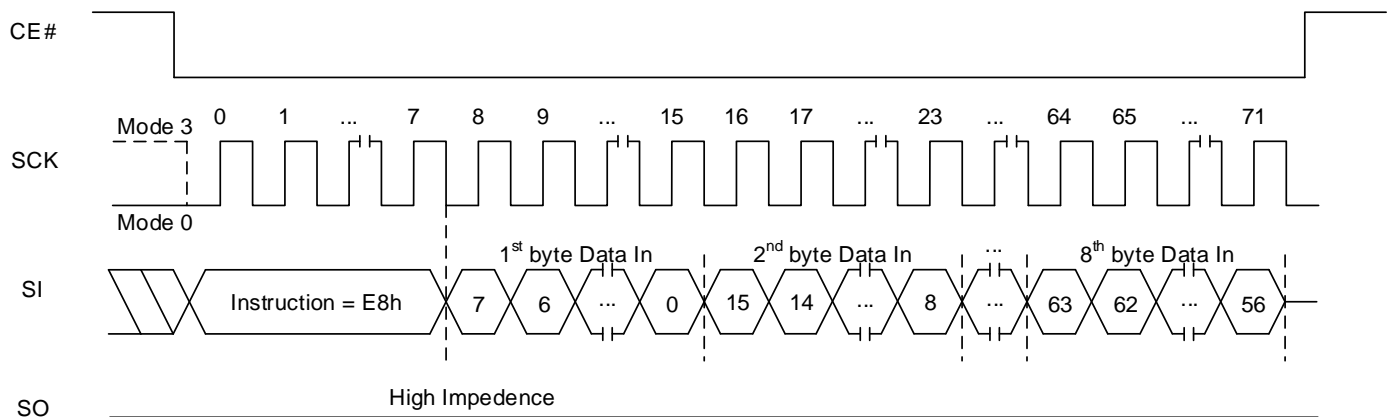 CE#
0 1 ... 7 8 9 ... 15 16 17 ... 23 ... 64 65 ... 71
Mode 3
SCK
Mode 0
1st byte Data In 2nd byte Data In ... 8th byte Data In
SI
Instruction = E8h 7 6 ... 0 15 14 ... 8 ... 63 62 ... 56
High Impedence
SO